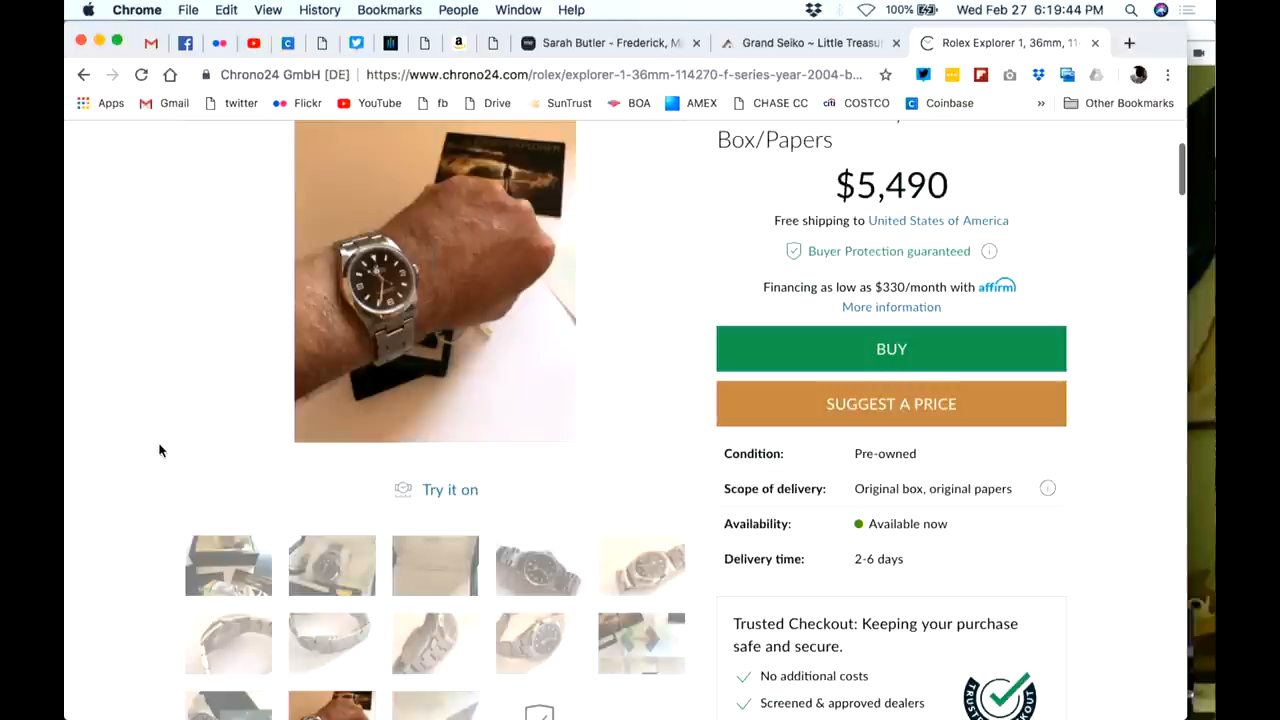 Chrome File Edit View History Bookmarks People Window Help 100% Wed Feb 27 6:19:44 PM
Sarah Butler - Frederick, M Grand Seiko ~ Little Treasu Rolex Explorer 1, 36mm, 11
Chrono24 GmbH [DE] https://www.chrono24.com/rolex/explorer-1-36mm-114270-f-series-year-2004-b...
Apps Gmail twitter Flickr YouTube fb Drive SunTrust BOA AMEX CHASE CC COSTCO Coinbase » Other Bookmarks
Box/Papers
$5,490
Free shipping to United States of America
Buyer Protection guaranteed
Financing as low as $330/month with affirm
More information
BUY
SUGGEST A PRICE
Condition: Pre-owned
Scope of delivery: Original box, original papers
Availability: Available now
Delivery time: 2-6 days
Try it on
Trusted Checkout: Keeping your purchase
safe and secure.
No additional costs
Screened & approved dealers